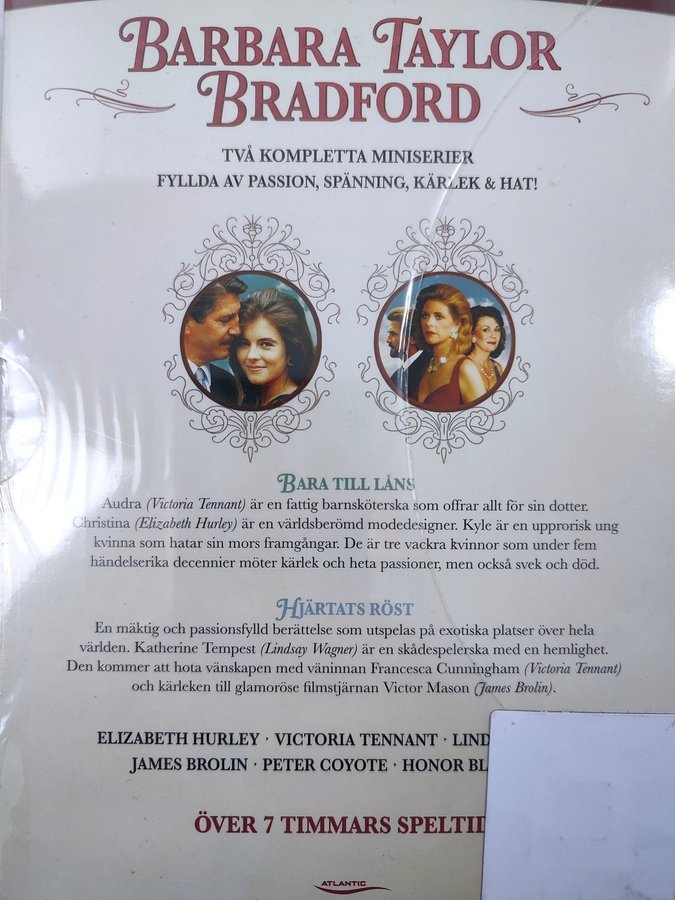 BARBARA TAYLOR
BRADFORD
TVÅ KOMPLETTA MINISERIER
FYLLDA AV PASSION, SPÄNNING, KÄRLEK & HAT!
BARA TILL LÅNS
Audra (Victoria Tennant) är en fattig barnsköterska som offrar allt för sin dotter.
Christina (Elizabeth Hurley) är en världsberömd modedesigner. Kyle är en upprorisk ung
kvinna som hatar sin mors framgångar. De är tre vackra kvinnor som under fem
händelserika decennier möter kärlek och heta passioner, men också svek och död.
HJÄRTATS RÖST
En mäktig och passionsfylld berättelse som utspelas på exotiska platser över hela
världen. Katherine Tempest (Lindsay Wagner) är en skådespelerska med en hemlighet.
Den kommer att hota vänskapen med väninnan Francesca Cunningham (Victoria Tennant)
och kärleken till glamoröse filmstjärnan Victor Mason (James Brolin).
ELIZABETH HURLEY · VICTORIA TENNANT · LIND
JAMES BROLIN · PETER COYOTE · HONOR BL
ÖVER 7 TIMMARS SPELTID
ATLANTIC